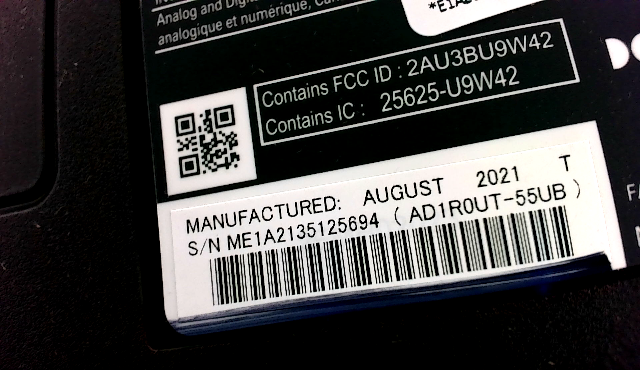 Analog and Digi
analogique et numérique, Can
Contains FCC ID : 2AU3BU9W42
Contains IC : 25625-U9W42
MANUFACTURED: AUGUST 2021 T
S/N ME1A2135125694 ( AD1R0UT-55UB )